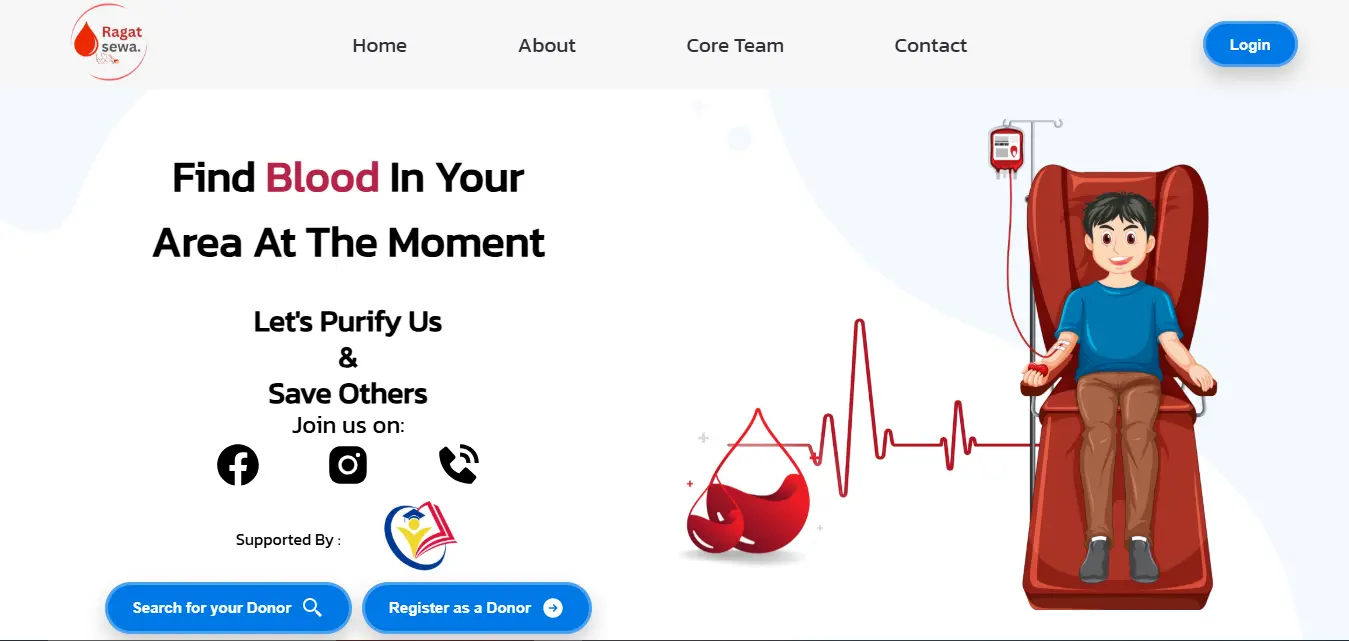 Ragat
sewa.
Home
About
Core Team
Contact
Login
Find Blood In Your
Area At The Moment
Let's Purify Us
&
Save Others
Join us on:
Supported By :
Search for your Donor
Register as a Donor